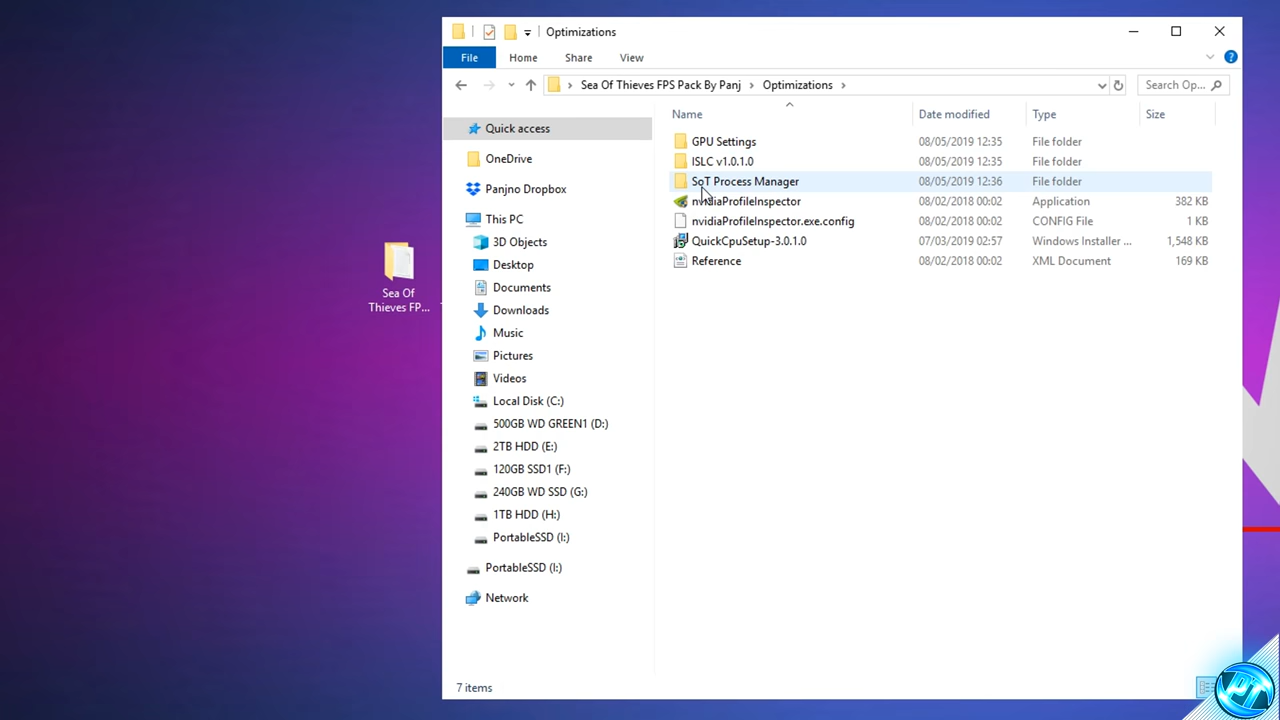 Optimizations
File
Home
Share
View
Sea Of Thieves FPS Pack By Panj
Optimizations
Search Op...
Name
Date modified
Type
Size
Quick access
OneDrive
Panjno Dropbox
This PC
3D Objects
Desktop
Documents
Downloads
Music
Pictures
Videos
Local Disk (C:)
500GB WD GREEN1 (D:)
2TB HDD (E:)
120GB SSD1 (F:)
240GB WD SSD (G:)
1TB HDD (H:)
PortableSSD (I:)
PortableSSD (I:)
Network
GPU Settings 08/05/2019 12:35 File folder
ISLC v1.0.1.0 08/05/2019 12:35 File folder
SoT Process Manager 08/05/2019 12:36 File folder
nvidiaProfileInspector 08/02/2018 00:02 Application 382 KB
nvidiaProfileInspector.exe.config 08/02/2018 00:02 CONFIG File 1 KB
QuickCpuSetup-3.0.1.0 07/03/2019 02:57 Windows Installer ... 1,548 KB
Reference 08/02/2018 00:02 XML Document 169 KB
7 items
Sea Of
Thieves FP...
PT